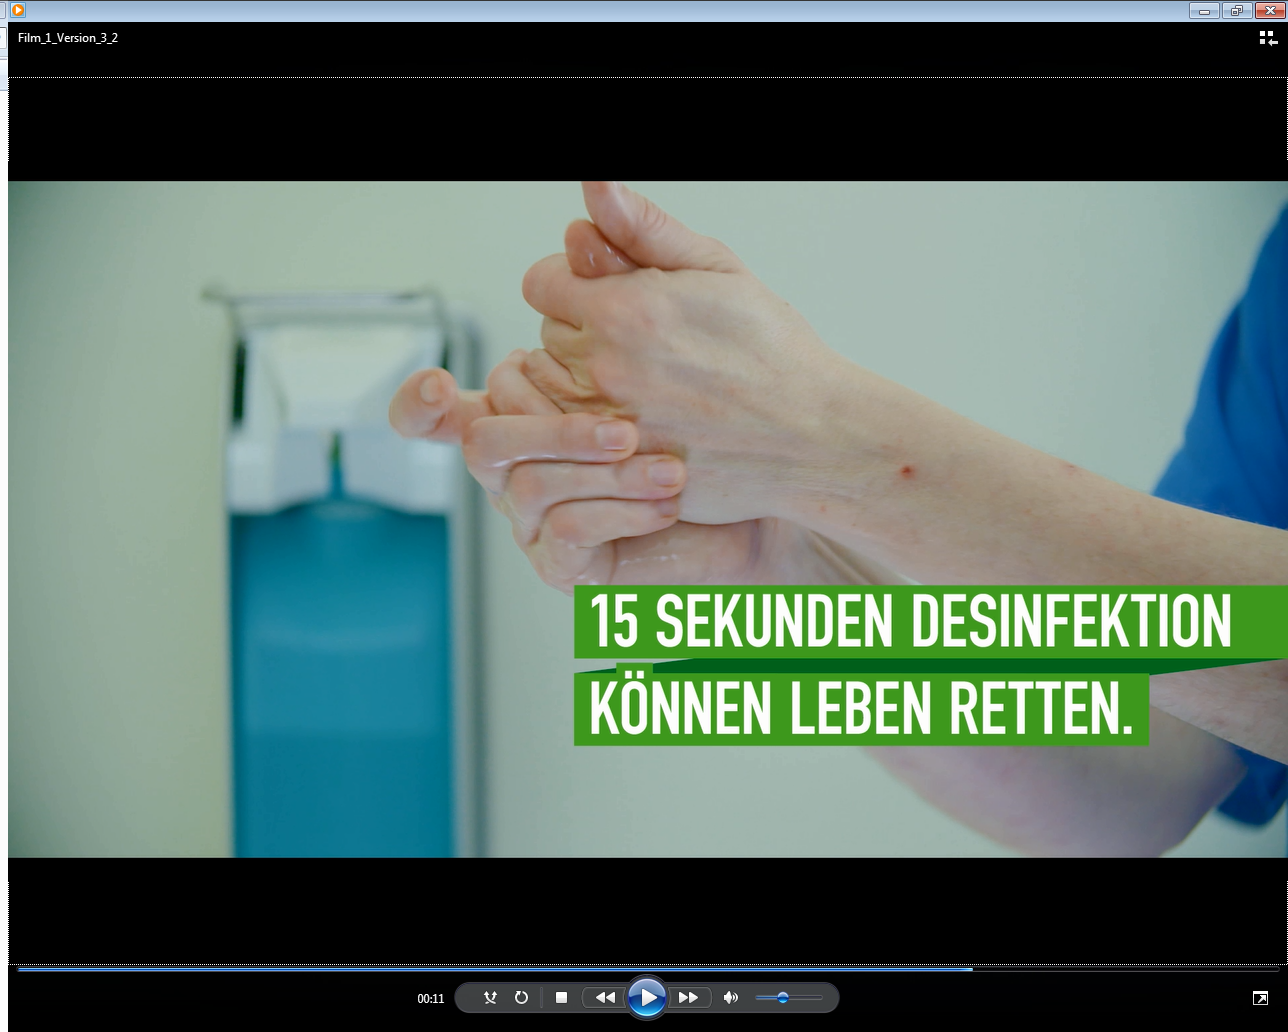 Film_1_Version_3_2
15 SEKUNDEN DESINFEKTION
KÖNNEN LEBEN RETTEN.
00:11